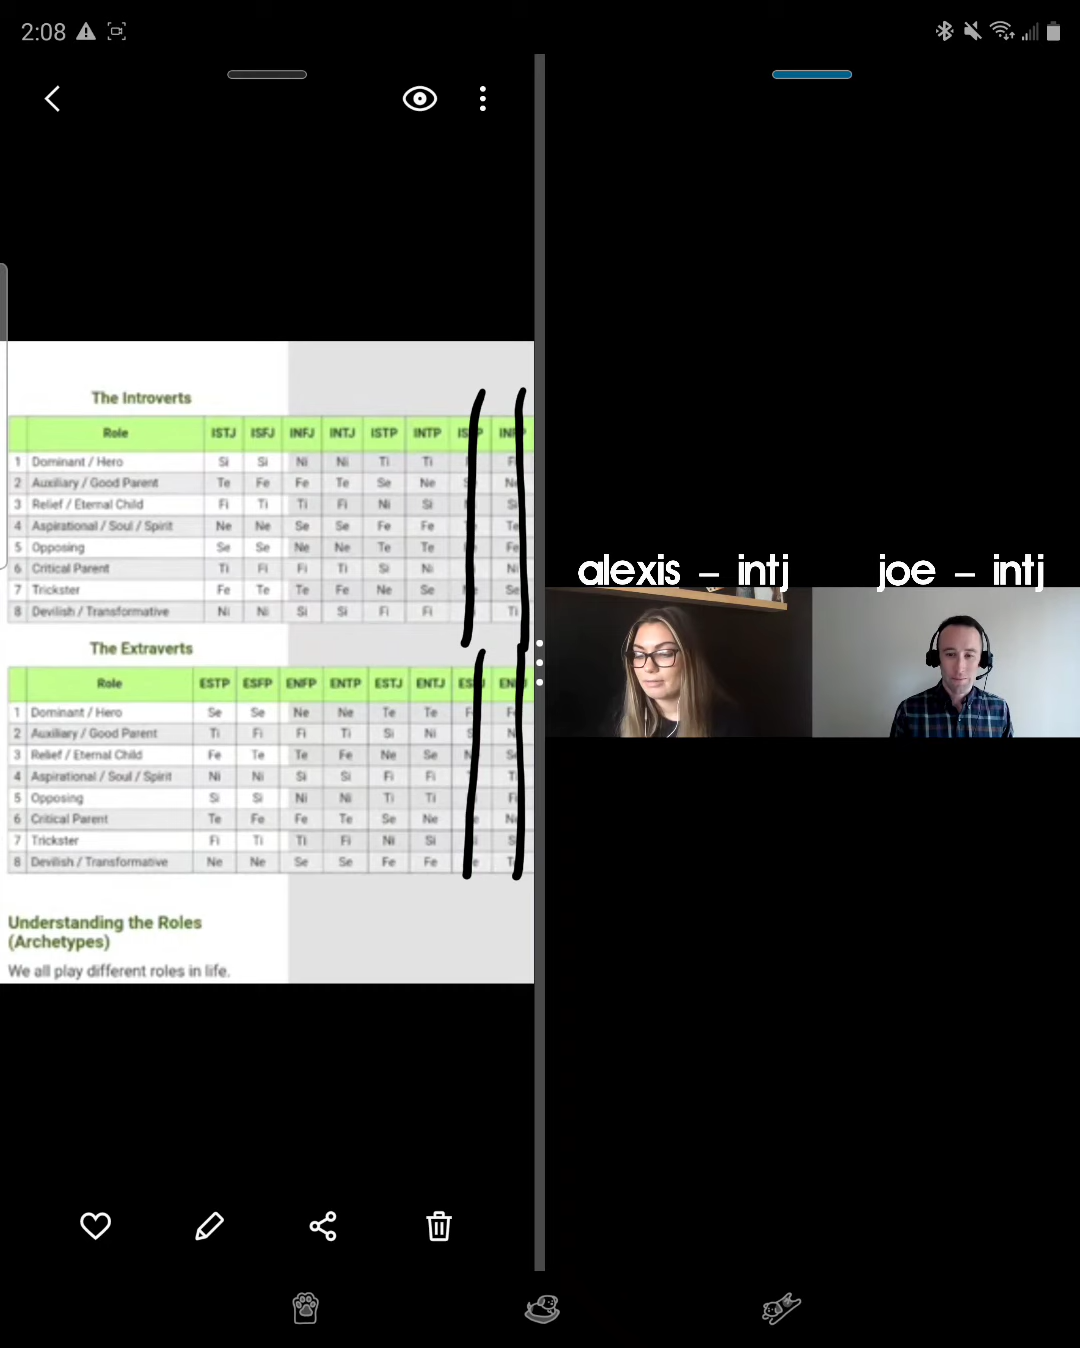 2:08
The Introverts
Role ISTJ ISFJ INFJ INTJ ISTP INTP
1 Dominant / Hero Si Si Ni Ni Ti Ti
2 Auxiliary / Good Parent Te Fe Fe Te Se Ne
3 Relief / Eternal Child Fi Ti Ti Fi Ni Si Si
4 Aspirational / Soul / Spirit Ne Ne Se Se Fe Fe Te
5 Opposing Se Se Ne Ne Te Te Fe
6 Critical Parent Ti Fi Fi Ti Si Ni Ni
7 Trickster Fe Te Te Fe Ne Se Se
8 Devilish / Transformative Ni Ni Si Si Fi Fi Ti
The Extraverts
Role ESTP ESFP ENFP ENTP ESTJ ENTJ
1 Dominant / Hero Se Se Ne Ne Te Te
2 Auxiliary / Good Parent Ti Fi Fi Ti Si Ni
3 Relief / Eternal Child Fe Te Te Fe Ne Se
4 Aspirational / Soul / Spirit Ni Ni Si Si Fi Fi
5 Opposing Si Si Ni Ni Ti Ti
6 Critical Parent Te Fe Fe Te Se Ne
7 Trickster Fi Ti Ti Fi Ni Si
8 Devilish / Transformative Ne Ne Se Se Fe Fe
Understanding the Roles
(Archetypes)
We all play different roles in life.
alexis – intj
joe – intj